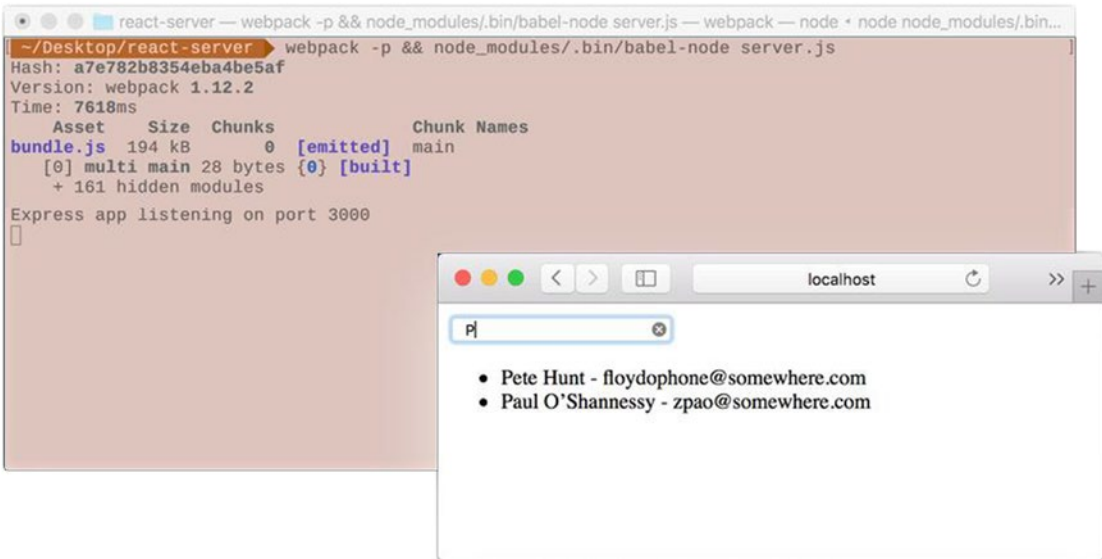 react-server — webpack -p && node_modules/.bin/babel-node server.js — webpack — node ◂ node node_modules/.bin...
~/Desktop/react-server webpack -p && node_modules/.bin/babel-node server.js
Hash: a7e782b8354eba4be5af
Version: webpack 1.12.2
Time: 7618ms
Asset Size Chunks Chunk Names
bundle.js 194 kB 0 [emitted] main
[0] multi main 28 bytes {0} [built]
+ 161 hidden modules
Express app listening on port 3000
localhost
P
• Pete Hunt - floydophone@somewhere.com
• Paul O’Shannessy - zpao@somewhere.com